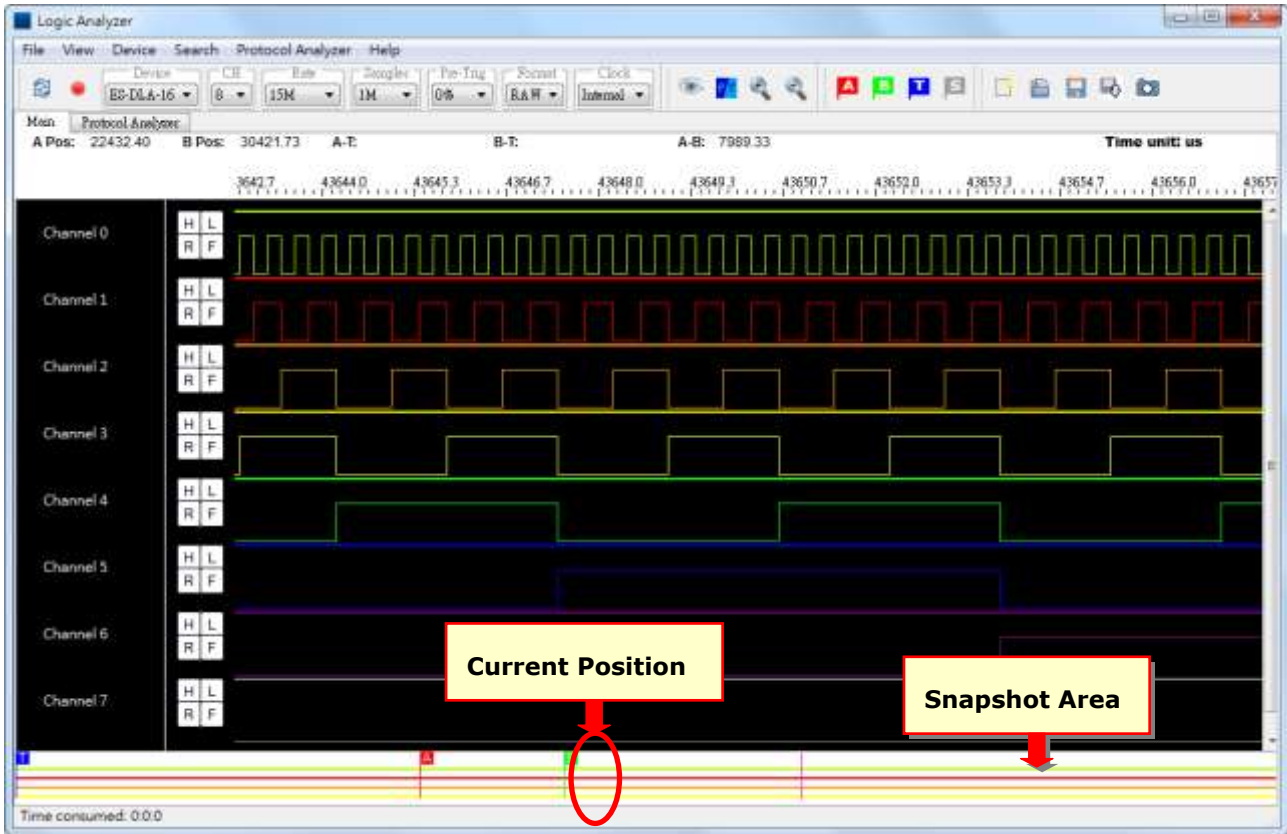 Logic Analyzer
File View Device Search Protocol Analyzer Help
Device CH Rate Samples Pre-Trig Format Clock
ES-DLA-16 8 15M 1M 0% RAW Internal
A B T S
Main Protocol Analyzer
A Pos: 22432.40 B Pos: 30421.73 A-T: B-T: A-B: 7989.33 Time unit: us
3642.7 43644.0 43645.3 43646.7 43648.0 43649.3 43650.7 43652.0 43653.3 43654.7 43656.0 43657
Channel 0 H L
R F
Channel 1 H L
R F
Channel 2 H L
R F
Channel 3 H L
R F
Channel 4 H L
R F
Channel 5 H L
R F
Channel 6 H L
R F
Channel 7 H L
R F
Current Position
Snapshot Area
T A
Time consumed: 0:0:0